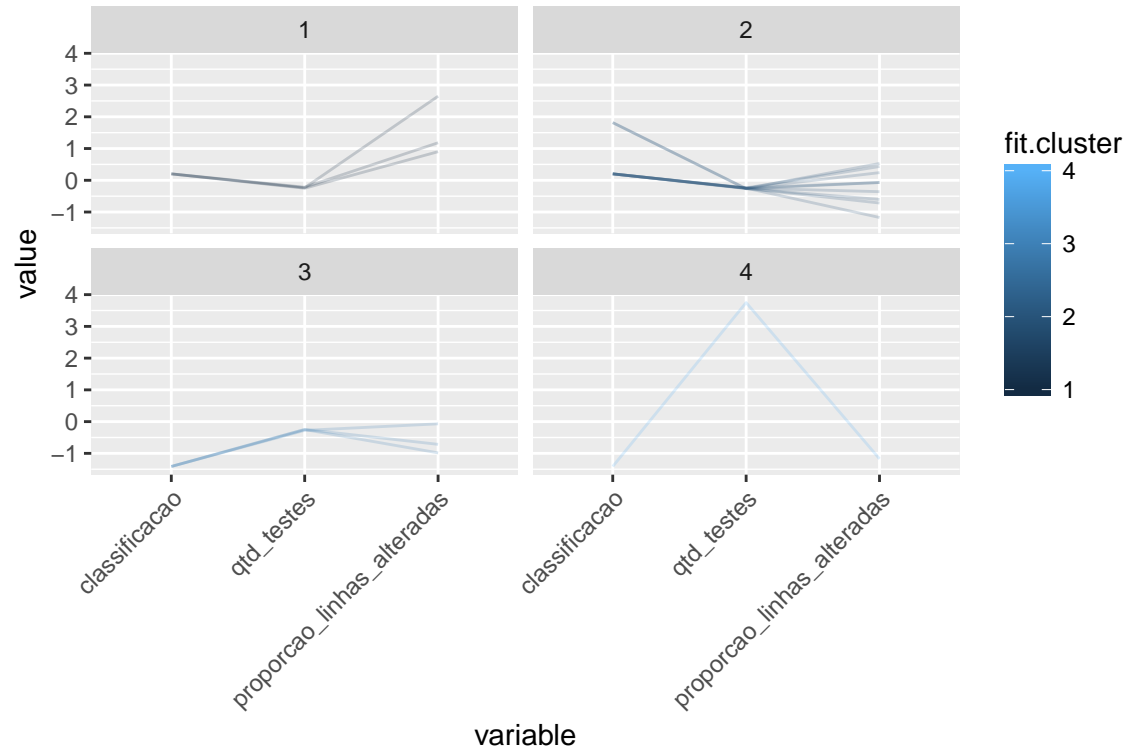 1
2
4
3
2
1
0
−1
value
3
4
4
3
2
1
0
−1
classificacao
qtd_testes
proporcao_linhas_alteradas
classificacao
qtd_testes
proporcao_linhas_alteradas
variable
fit.cluster
4
3
2
1